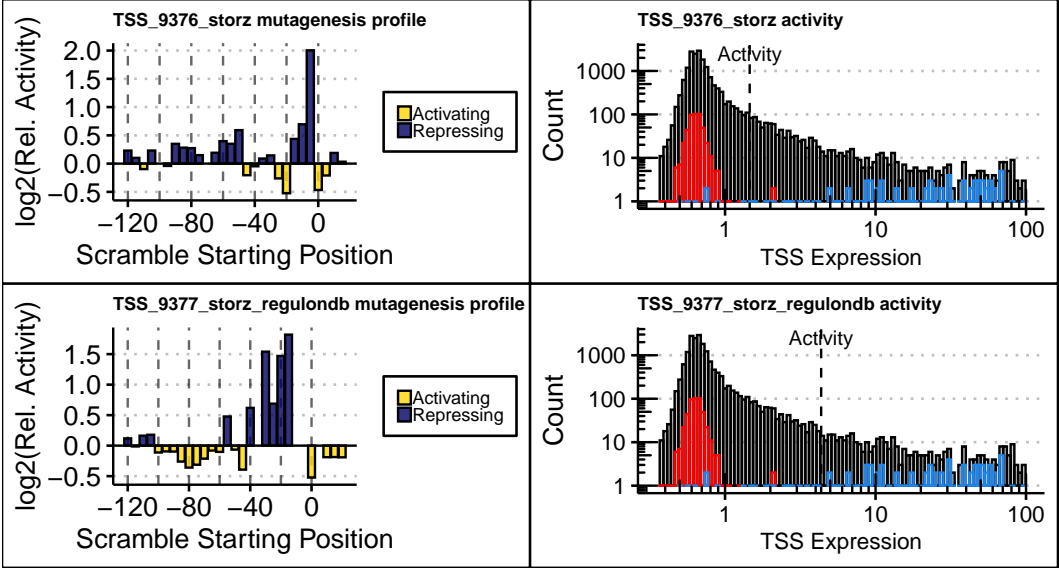 TSS_9376_storz mutagenesis profile
log2(Rel. Activity)
2.0
1.5
1.0
0.5
0.0
−0.5
−120 −80 −40 0
Scramble Starting Position
Activating
Repressing
TSS_9376_storz activity
Activity
Count
1000
100
10
1
1 10 100
TSS Expression
TSS_9377_storz_regulondb mutagenesis profile
log2(Rel. Activity)
1.5
1.0
0.5
0.0
−0.5
−120 −80 −40 0
Scramble Starting Position
Activating
Repressing
TSS_9377_storz_regulondb activity
Activity
Count
1000
100
10
1
1 10 100
TSS Expression